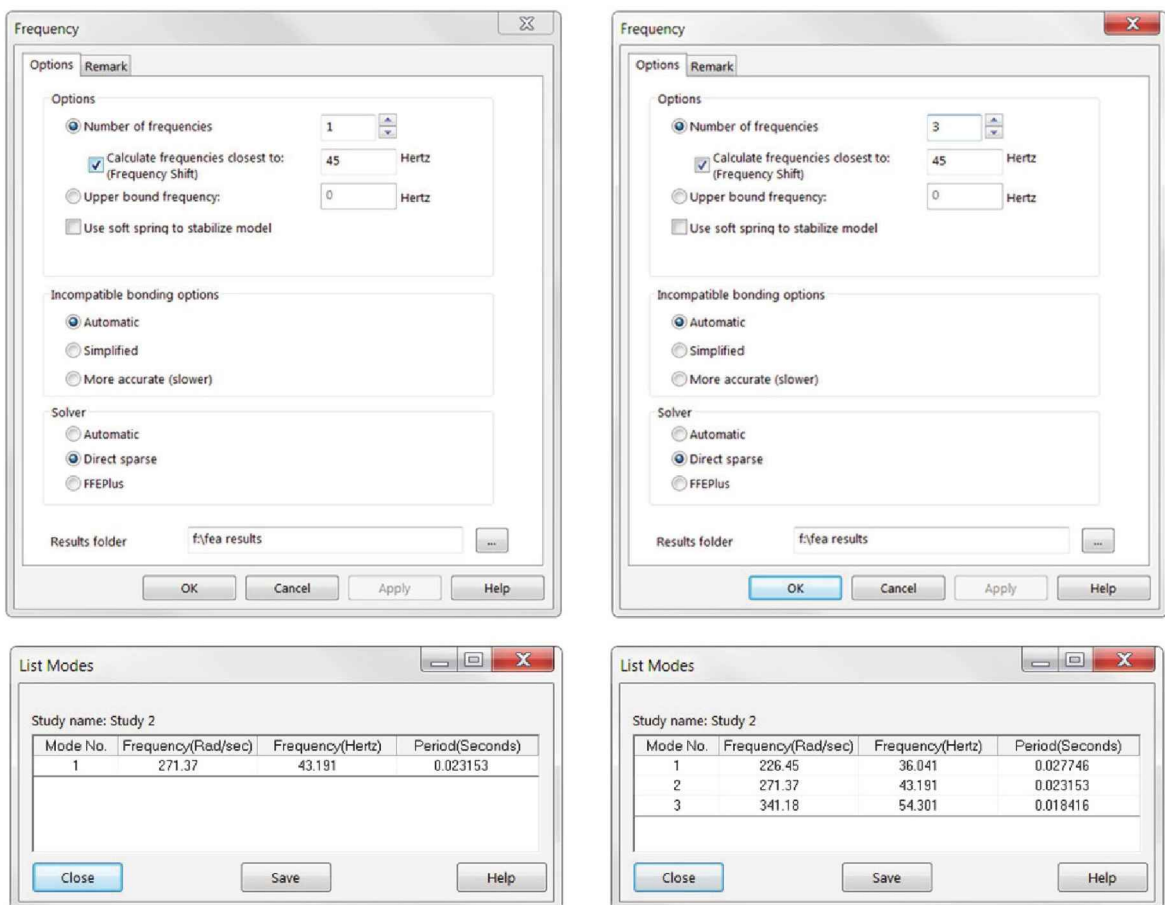 Frequency
Options Remark
Options
Number of frequencies 1
Calculate frequencies closest to: 45 Hertz
(Frequency Shift)
Upper bound frequency: 0 Hertz
Use soft spring to stabilize model
Incompatible bonding options
Automatic
Simplified
More accurate (slower)
Solver
Automatic
Direct sparse
FFEPlus
Results folder f:\fea results ...
OK Cancel Apply Help
Frequency
Options Remark
Options
Number of frequencies 3
Calculate frequencies closest to: 45 Hertz
(Frequency Shift)
Upper bound frequency: 0 Hertz
Use soft spring to stabilize model
Incompatible bonding options
Automatic
Simplified
More accurate (slower)
Solver
Automatic
Direct sparse
FFEPlus
Results folder f:\fea results ...
OK Cancel Apply Help
List Modes
Study name: Study 2
Mode No. Frequency(Rad/sec) Frequency(Hertz) Period(Seconds)
1 271.37 43.191 0.023153
Close Save Help
List Modes
Study name: Study 2
Mode No. Frequency(Rad/sec) Frequency(Hertz) Period(Seconds)
1 226.45 36.041 0.027746
2 271.37 43.191 0.023153
3 341.18 54.301 0.018416
Close Save Help